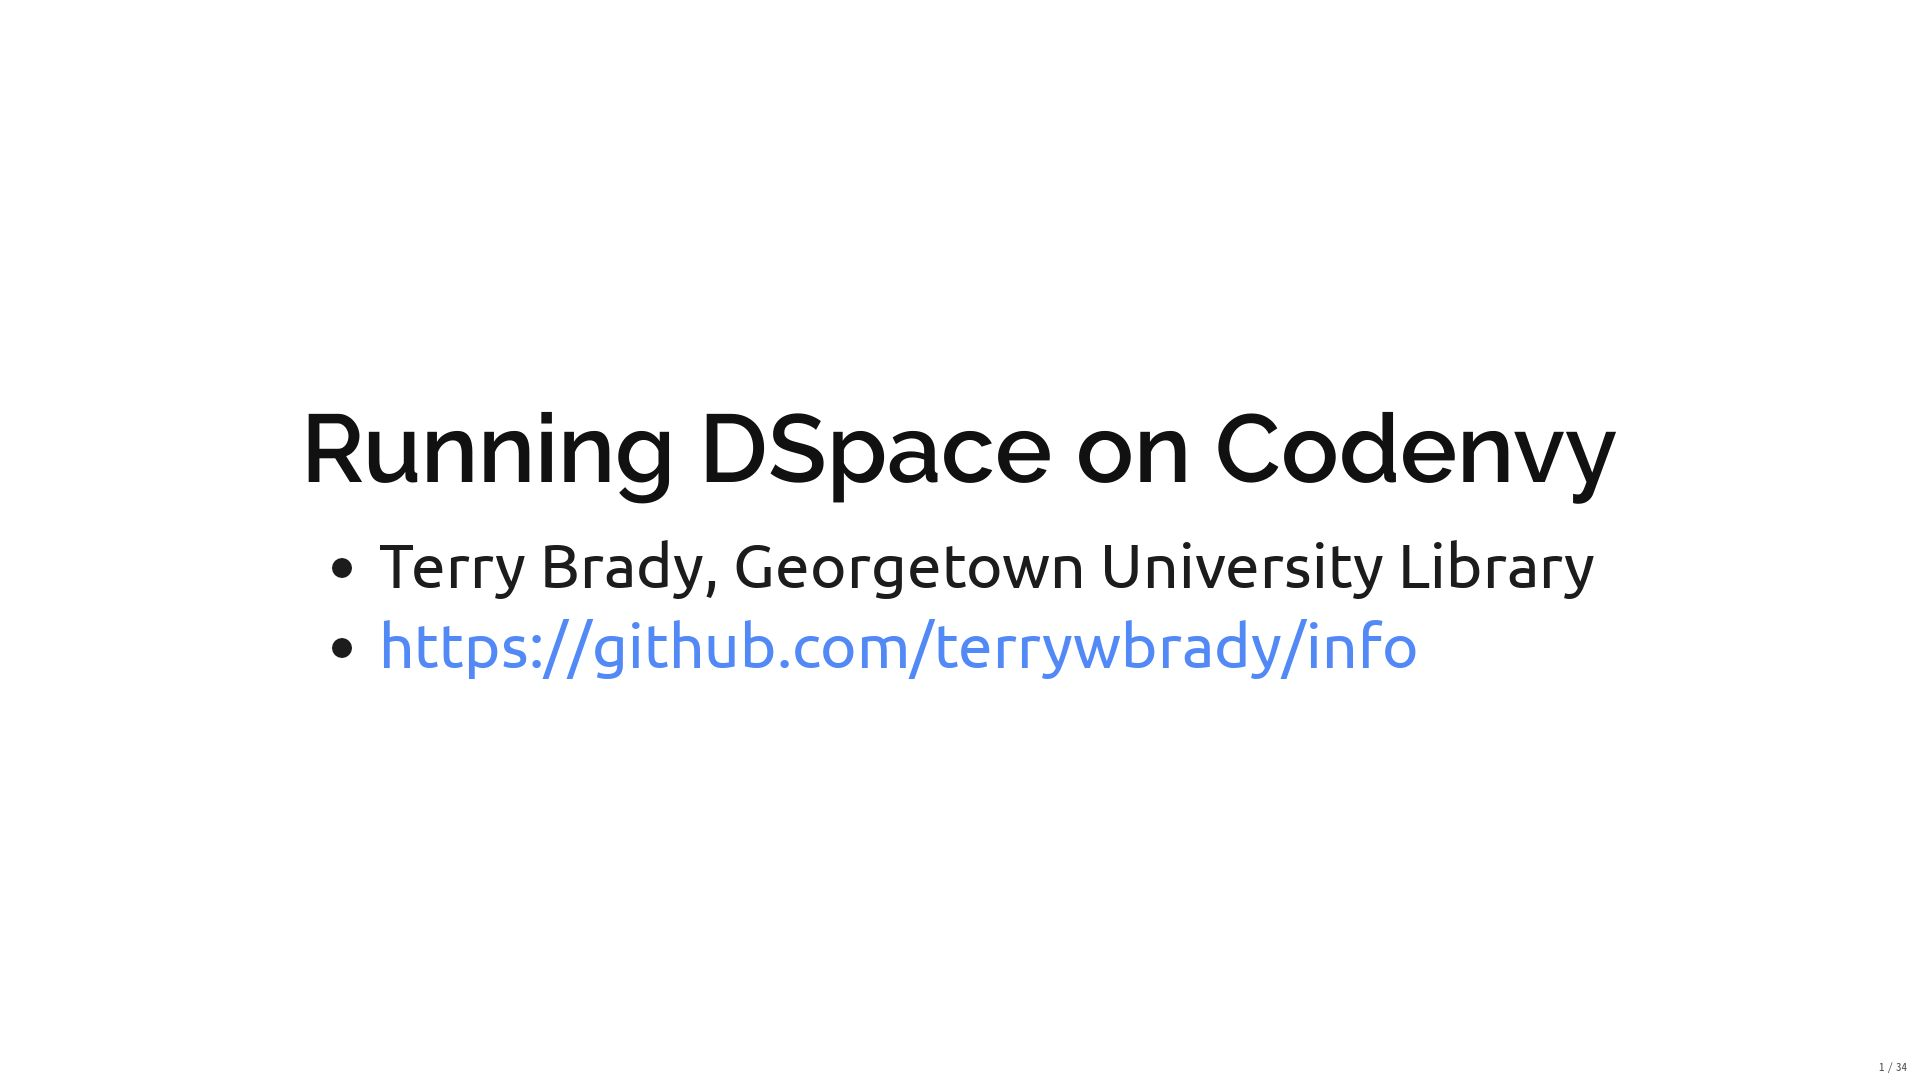 Running DSpace on Codenvy
• Terry Brady, Georgetown University Library
• https://github.com/terrywbrady/info
1 / 34